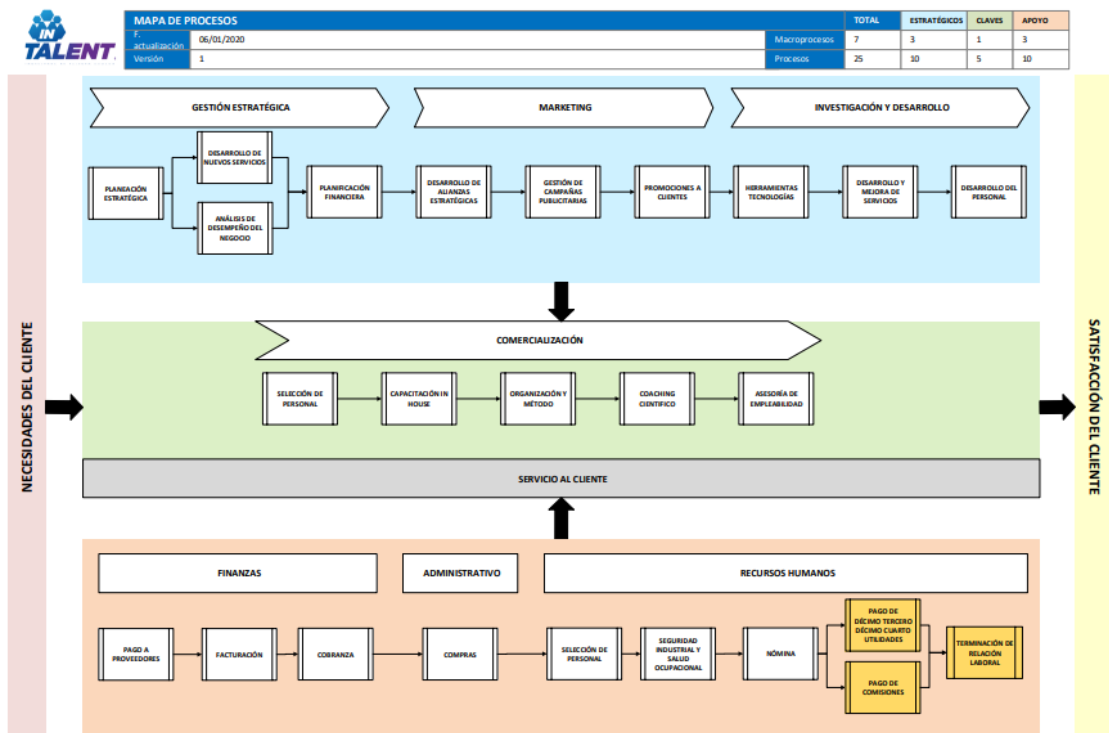 IN
TALENT
MAPA DE PROCESOS
TOTAL
ESTRATÉGICOS
CLAVES
APOYO
F.
actualización
06/01/2020
Macroprocesos
7
3
1
3
Versión
1
Procesos
25
10
5
10
NECESIDADES DEL CLIENTE
GESTIÓN ESTRATÉGICA
MARKETING
INVESTIGACIÓN Y DESARROLLO
PLANEACIÓN
ESTRATÉGICA
DESARROLLO DE
NUEVOS SERVICIOS
ANÁLISIS DE
DESEMPEÑO DEL
NEGOCIO
PLANIFICACIÓN
FINANCIERA
DESARROLLO DE
ALIANZAS
ESTRATÉGICAS
GESTIÓN DE
CAMPAÑAS
PUBLICITARIAS
PROMOCIONES A
CLIENTES
HERRAMIENTAS
TECNOLOGÍAS
DESARROLLO Y
MEJORA DE
SERVICIOS
DESARROLLO DEL
PERSONAL
COMERCIALIZACIÓN
SELECCIÓN DE
PERSONAL
CAPACITACIÓN IN
HOUSE
ORGANIZACIÓN Y
MÉTODO
COACHING
CIENTIFICO
ASESORÍA DE
EMPLEABILIDAD
SERVICIO AL CLIENTE
FINANZAS
ADMINISTRATIVO
RECURSOS HUMANOS
PAGO A
PROVEEDORES
FACTURACIÓN
COBRANZA
COMPRAS
SELECCIÓN DE
PERSONAL
SEGURIDAD
INDUSTRIAL Y
SALUD
OCUPACIONAL
NÓMINA
PAGO DE
DÉCIMO TERCERO
DÉCIMO CUARTO
UTILIDADES
PAGO DE
COMISIONES
TERMINACIÓN DE
RELACIÓN
LABORAL
SATISFACCIÓN DEL CLIENTE